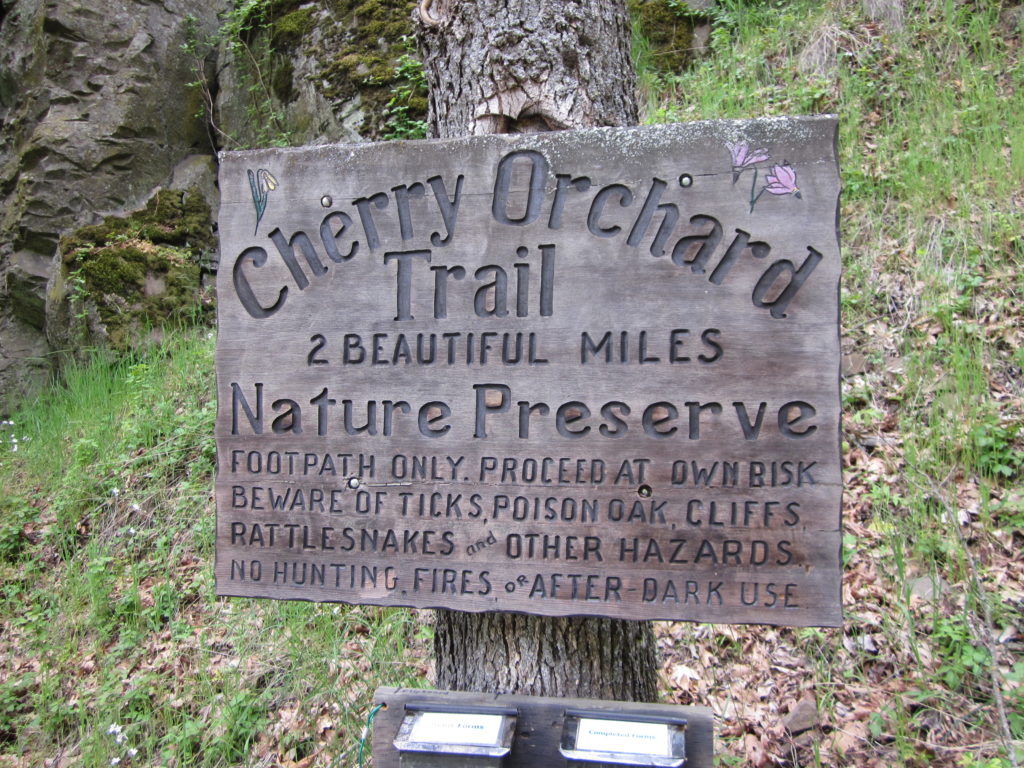 Cherry Orchard
Trail
2 BEAUTIFUL MILES
Nature Preserve
FOOTPATH ONLY. PROCEED AT OWN RISK
BEWARE OF TICKS, POISON OAK, CLIFFS,
RATTLESNAKES and OTHER HAZARDS.
NO HUNTING, FIRES, OR AFTER-DARK USE
Forms
Completed Forms